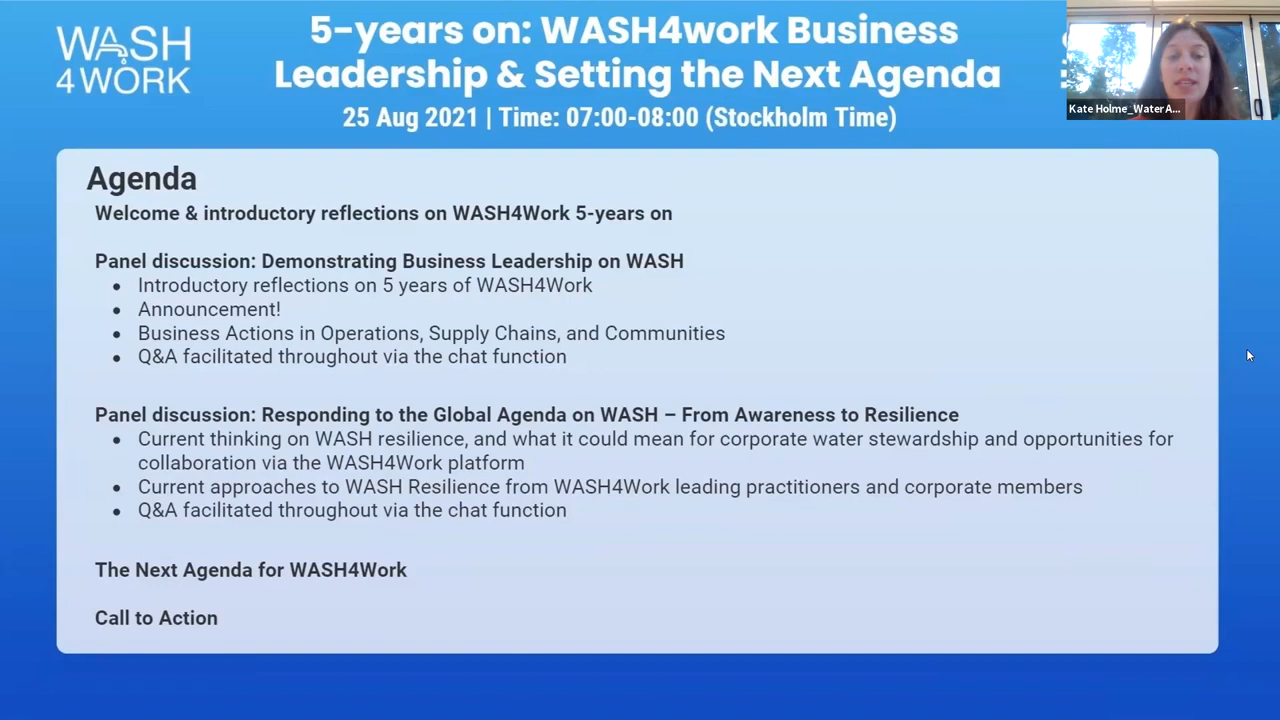 WASH
4WORK
5-years on: WASH4work Business
Leadership & Setting the Next Agenda
25 Aug 2021 | Time: 07:00-08:00 (Stockholm Time)
Kate Holme_Water A...
Agenda
Welcome & introductory reflections on WASH4Work 5-years on
Panel discussion: Demonstrating Business Leadership on WASH
• Introductory reflections on 5 years of WASH4Work
• Announcement!
• Business Actions in Operations, Supply Chains, and Communities
• Q&A facilitated throughout via the chat function
Panel discussion: Responding to the Global Agenda on WASH – From Awareness to Resilience
• Current thinking on WASH resilience, and what it could mean for corporate water stewardship and opportunities for
collaboration via the WASH4Work platform
• Current approaches to WASH Resilience from WASH4Work leading practitioners and corporate members
• Q&A facilitated throughout via the chat function
The Next Agenda for WASH4Work
Call to Action